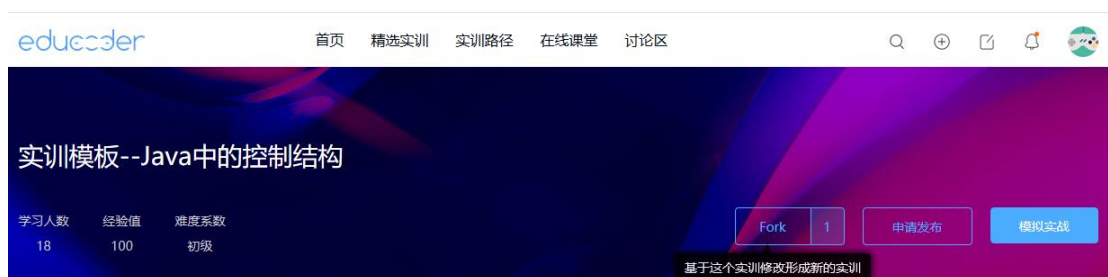 educoder
首页 精选实训 实训路径 在线课堂 讨论区
实训模板--Java中的控制结构
学习人数 经验值 难度系数
18 100 初级
Fork 1 申请发布 模拟实战
基于这个实训修改形成新的实训